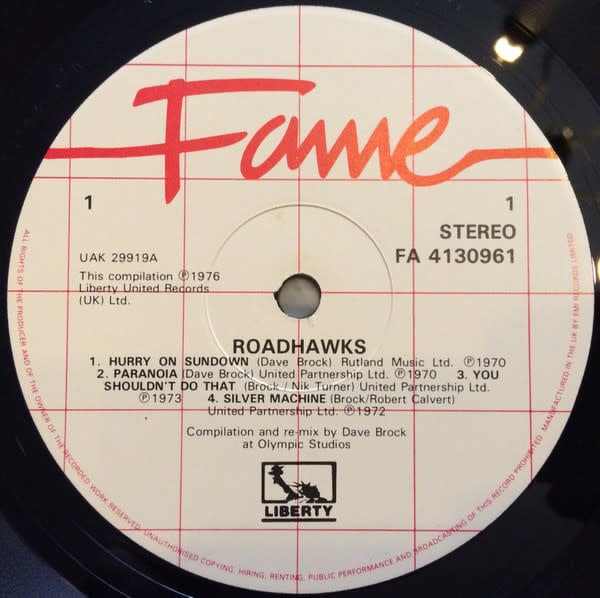 Fame
1
1
STEREO
UAK 29919A
FA 4130961
This compilation ℗1976
Liberty United Records
(UK) Ltd.
ROADHAWKS
1. HURRY ON SUNDOWN (Dave Brock) Rutland Music Ltd. ℗1970
2. PARANOIA (Dave Brock) United Partnership Ltd. ℗1970 3. YOU
SHOULDN'T DO THAT (Brock / Nik Turner) United Partnership Ltd.
℗1973 4. SILVER MACHINE (Brock/Robert Calvert)
United Partnership Ltd. ℗1972
Compilation and re-mix by Dave Brock
at Olympic Studios
LIBERTY
ALL RIGHTS OF THE PRODUCER AND OF THE OWNER OF THE RECORDED WORK RESERVED. UNAUTHORISED COPYING, HIRING, RENTING, PUBLIC PERFORMANCE AND BROADCASTING OF THIS RECORD PROHIBITED. MANUFACTURED IN THE UK BY EMI RECORDS LIMITED